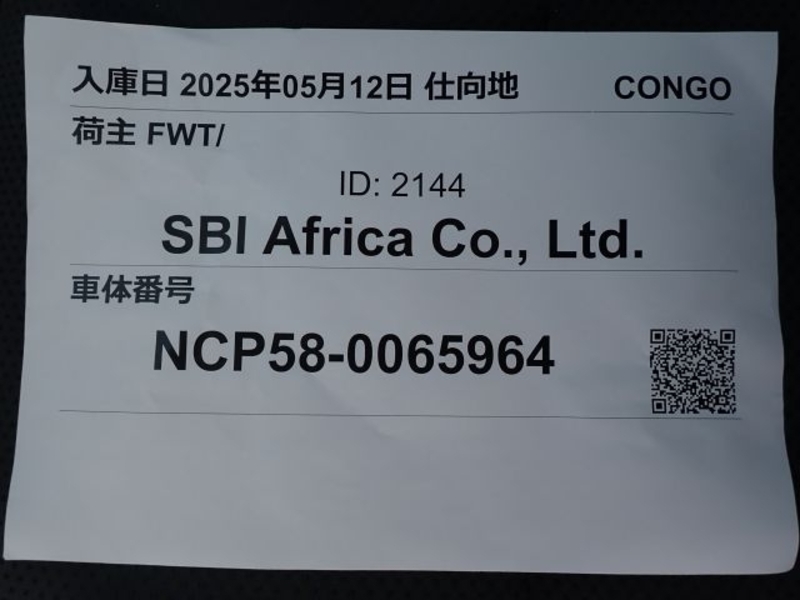 入庫日 2025年05月12日 仕向地 CONGO
荷主 FWT/
ID: 2144
SBI Africa Co., Ltd.
車体番号
NCP58-0065964